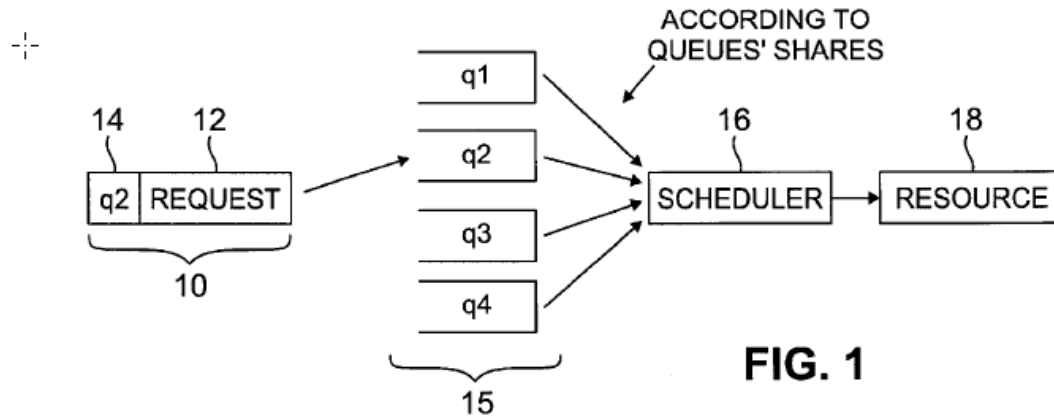 ACCORDING TO
QUEUES' SHARES
q1
14
12
16
18
q2
q2 REQUEST
SCHEDULER
RESOURCE
q3
10
q4
FIG. 1
15